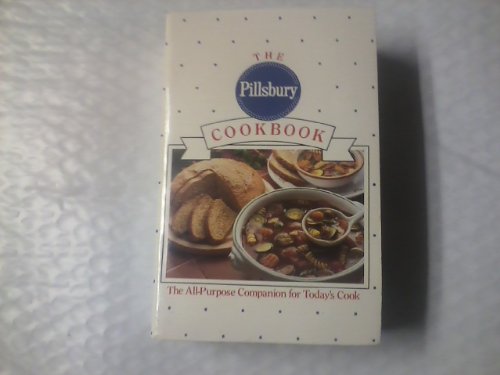 THE
Pillsbury
COOKBOOK
The All-Purpose Companion for Today's Cook